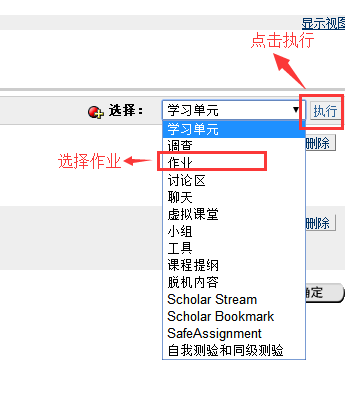 显示视图
点击执行
选择：
学习单元
执行
学习单元
调查
删除
选择作业
作业
讨论区
聊天
虚拟课堂
删除
小组
工具
课程提纲
脱机内容
确定
Scholar Stream
Scholar Bookmark
SafeAssignment
自我测验和同级测验